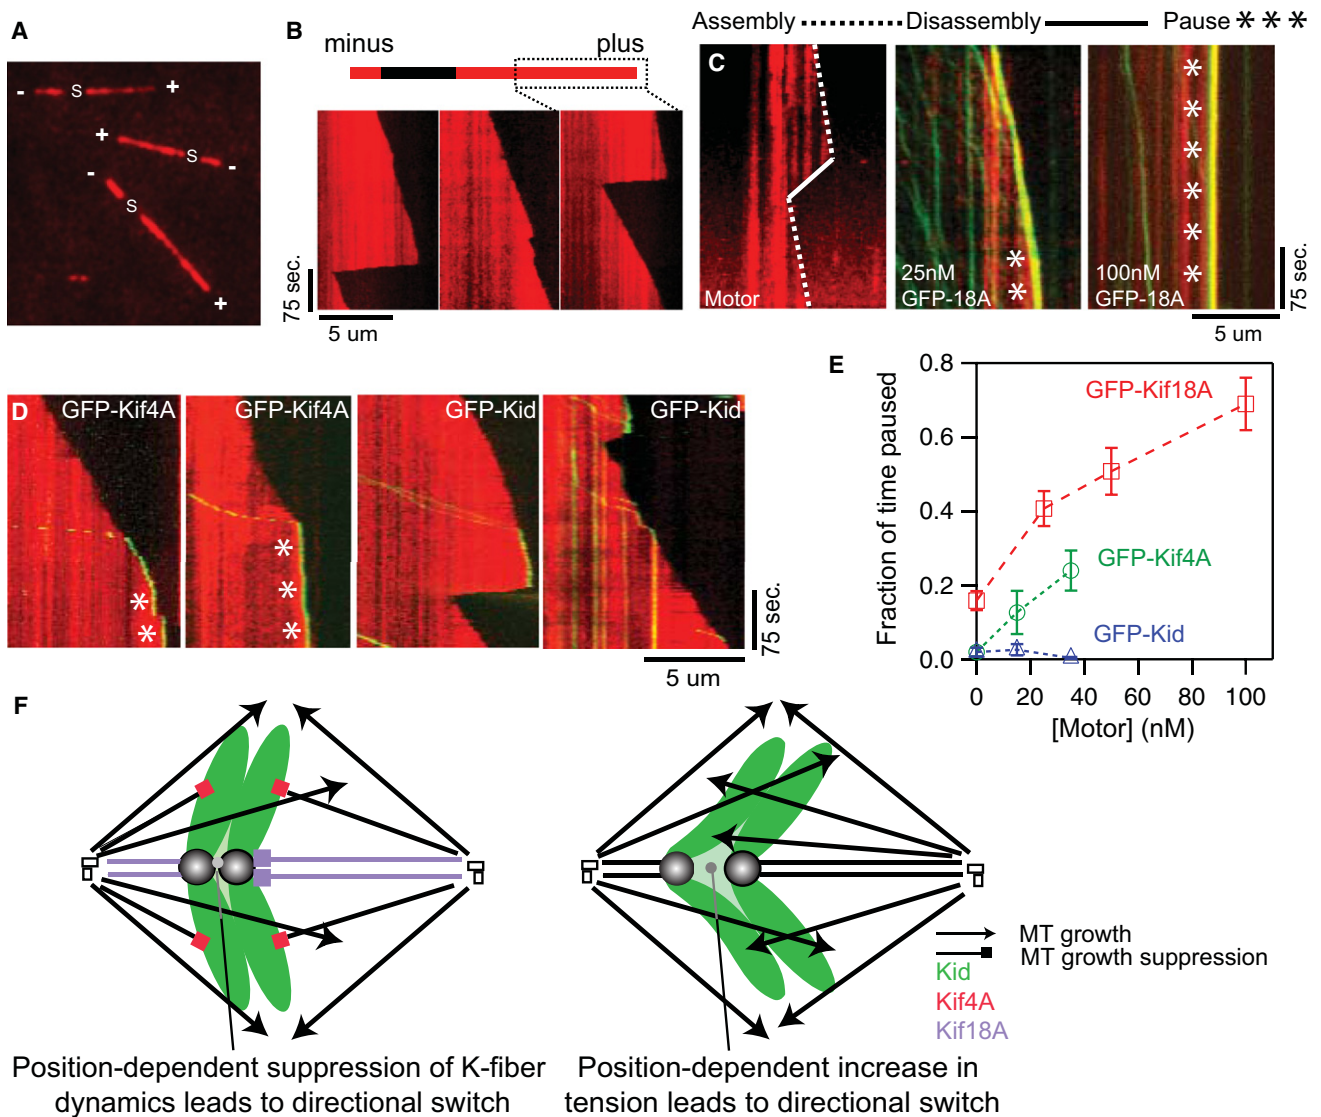 Assembly Disassembly Pause * * *
A
- S +
+ S -
- S +
B
minus plus
75 sec.
5 um
C
Motor
25nM
GFP-18A
* *
100nM
GFP-18A
* * * * * *
75 sec.
5 um
D
GFP-Kif4A
* *
GFP-Kif4A
* * *
GFP-Kid
GFP-Kid
75 sec.
5 um
E
Fraction of time paused
0.8
0.6
0.4
0.2
0.0
GFP-Kif18A
GFP-Kif4A
GFP-Kid
0 20 40 60 80 100
[Motor] (nM)
F
MT growth
MT growth suppression
Kid
Kif4A
Kif18A
Position-dependent suppression of K-fiber
dynamics leads to directional switch
Position-dependent increase in
tension leads to directional switch